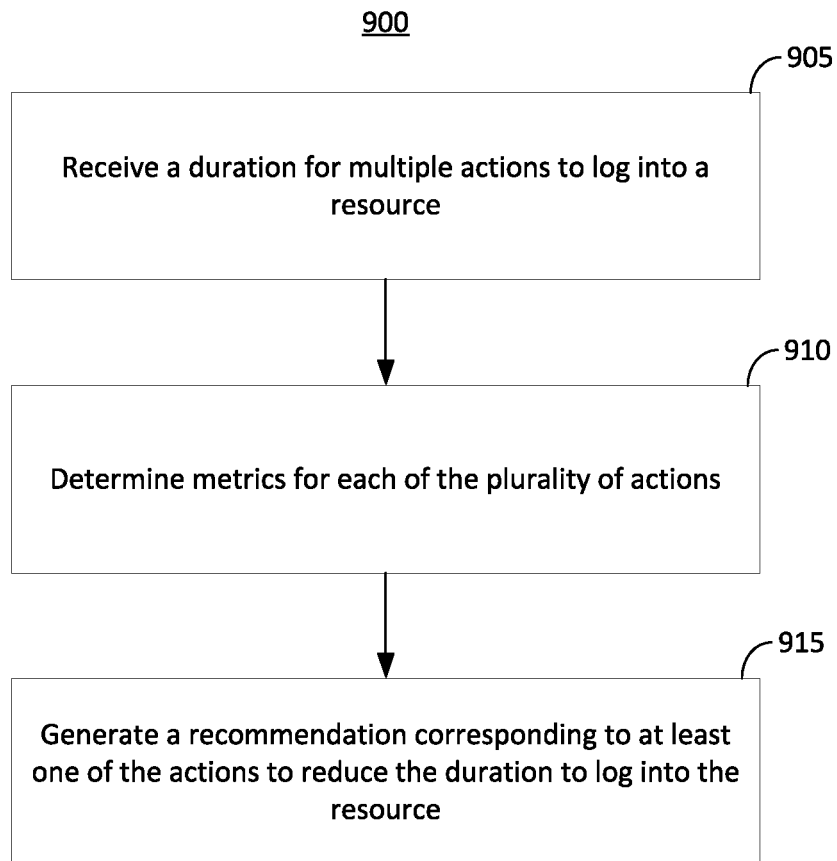 900
905
Receive a duration for multiple actions to log into a
resource
910
Determine metrics for each of the plurality of actions
915
Generate a recommendation corresponding to at least
one of the actions to reduce the duration to log into the
resource